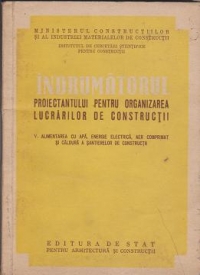 MINISTERUL CONSTRUCȚIILOR
ȘI AL INDUSTRIEI MATERIALELOR DE CONSTRUCȚII
INSTITUTUL DE CERCETĂRI ȘTIINȚIFICE
PENTRU CONSTRUCȚII
ÎNDRUMĂTORUL
PROIECTANTULUI PENTRU ORGANIZAREA
LUCRĂRILOR DE CONSTRUCȚII
V. ALIMENTAREA CU APĂ, ENERGIE ELECTRICĂ, AER COMPRIMAT
ȘI CĂLDURĂ A ȘANTIERELOR DE CONSTRUCȚII
EDITURA DE STAT
PENTRU ARHITECTURĂ ȘI CONSTRUCȚII